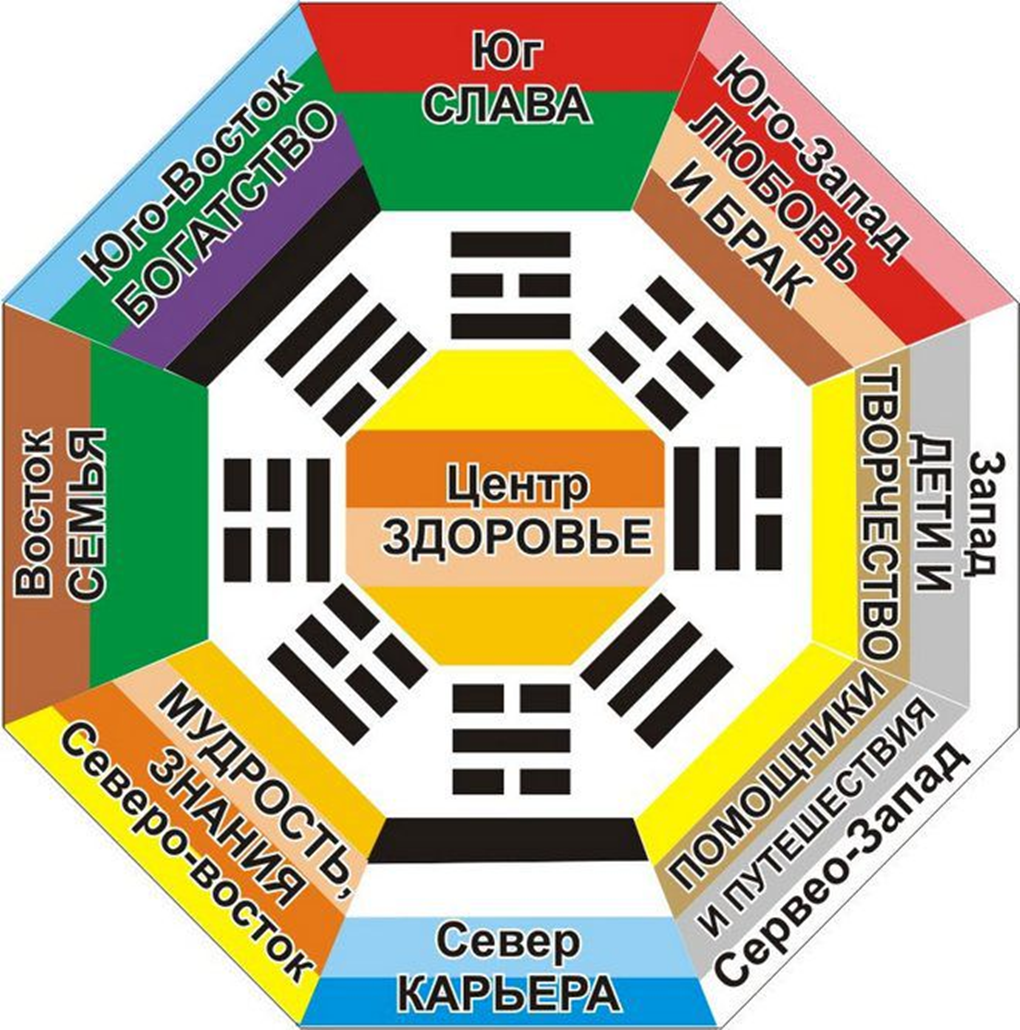 Юг
СЛАВА
Юго-Запад
ЛЮБОВЬ
И БРАК
Запад
ДЕТИ И
ТВОРЧЕСТВО
ПОМОЩНИКИ
И ПУТЕШЕСТВИЯ
Сервео-Запад
Север
КАРЬЕРА
МУДРОСТЬ,
ЗНАНИЯ
Северо-восток
Восток
СЕМЬЯ
Юго-Восток
БОГАТСТВО
Центр
ЗДОРОВЬЕ